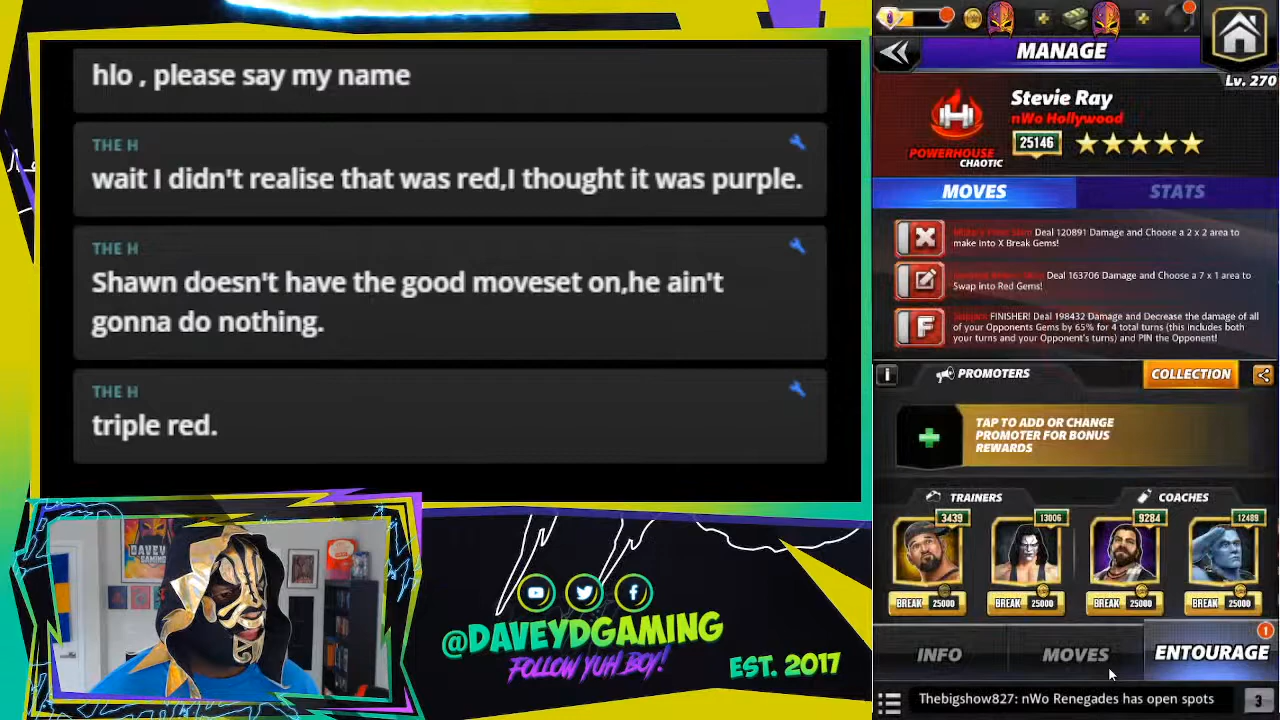 hlo , please say my name
THE H
wait I didn't realise that was red,I thought it was purple.
THE H
Shawn doesn't have the good moveset on,he ain't
gonna do nothing.
THE H
triple red.
@DAVEYDGAMING
FOLLOW YUH BOY!
EST. 2017
MANAGE
Lv. 270
Stevie Ray
nWo Hollywood
25146
POWERHOUSE
CHAOTIC
MOVES
STATS
Deal 120891 Damage and Choose a 2 x 2 area to
make into X Break Gems!
Deal 163706 Damage and Choose a 7 x 1 area to
Swap into Red Gems!
F
FINISHER! Deal 198432 Damage and Decrease the damage of all
of your Opponents Gems by 65% for 4 total turns (this includes both
your turns and your Opponent's turns) and PIN the Opponent!
i
PROMOTERS
COLLECTION
TAP TO ADD OR CHANGE
PROMOTER FOR BONUS
REWARDS
TRAINERS
COACHES
3439
13006
9284
12489
BREAK 25000
BREAK 25000
BREAK 25000
BREAK 25000
INFO
MOVES
ENTOURAGE
1
Thebigshow827: nWo Renegades has open spots
3